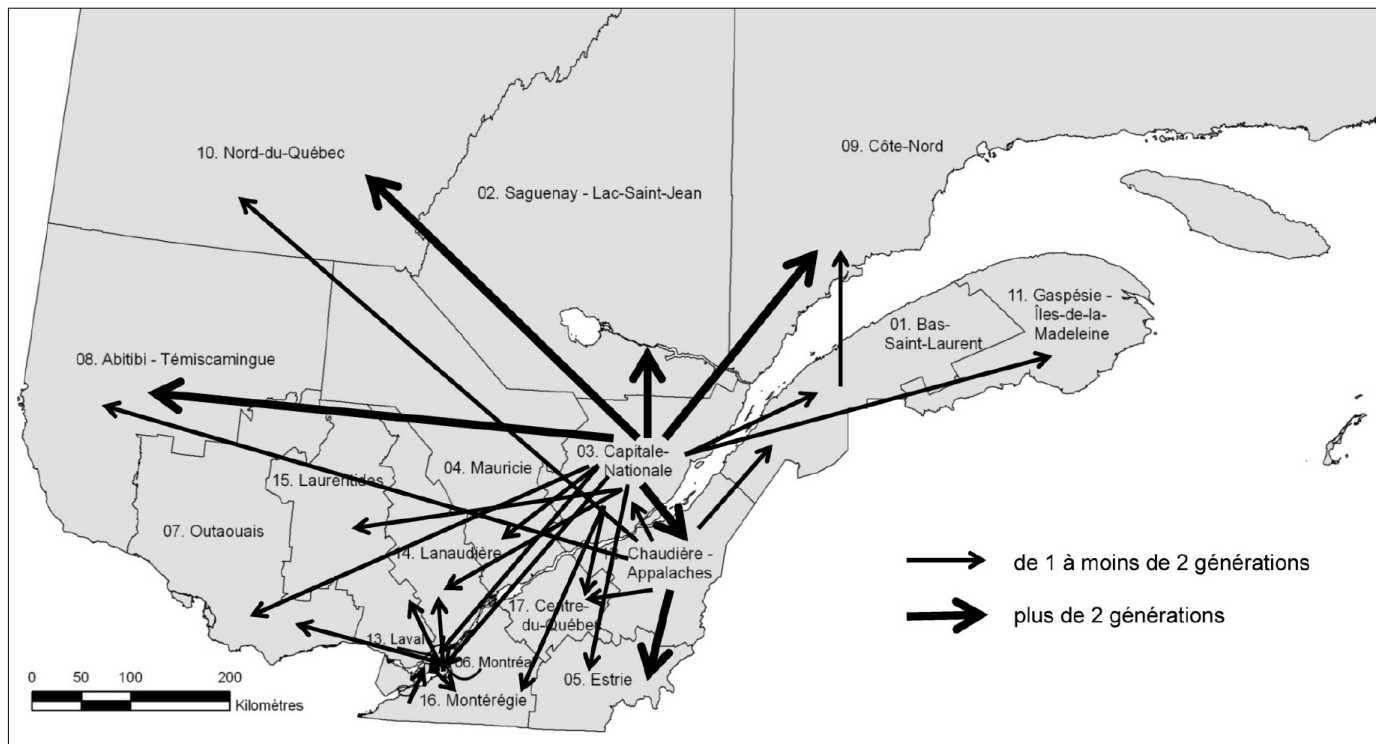 10. Nord-du-Québec
09. Côte-Nord
02. Saguenay - Lac-Saint-Jean
11. Gaspésie -
Îles-de-la-
Madeleine
01. Bas-
Saint-Laurent
08. Abitibi - Témiscamingue
03. Capitale-
Nationale
04. Mauricie
15. Laurentides
07. Outaouais
14. Lanaudière
Chaudière -
Appalaches
17. Centre-
du-Québec
13. Laval
06. Montréal
05. Estrie
16. Montérégie
de 1 à moins de 2 générations
plus de 2 générations
0 50 100 200
Kilomètres